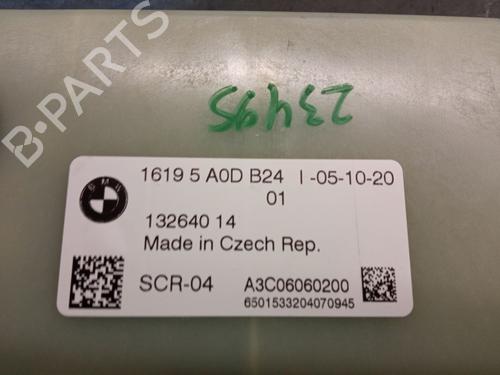 B-PARTS
23495
BMW
1619 5 A0D B24 I -05-10-20
01
132640 14
Made in Czech Rep.
SCR-04 A3C06060200
6501533204070945